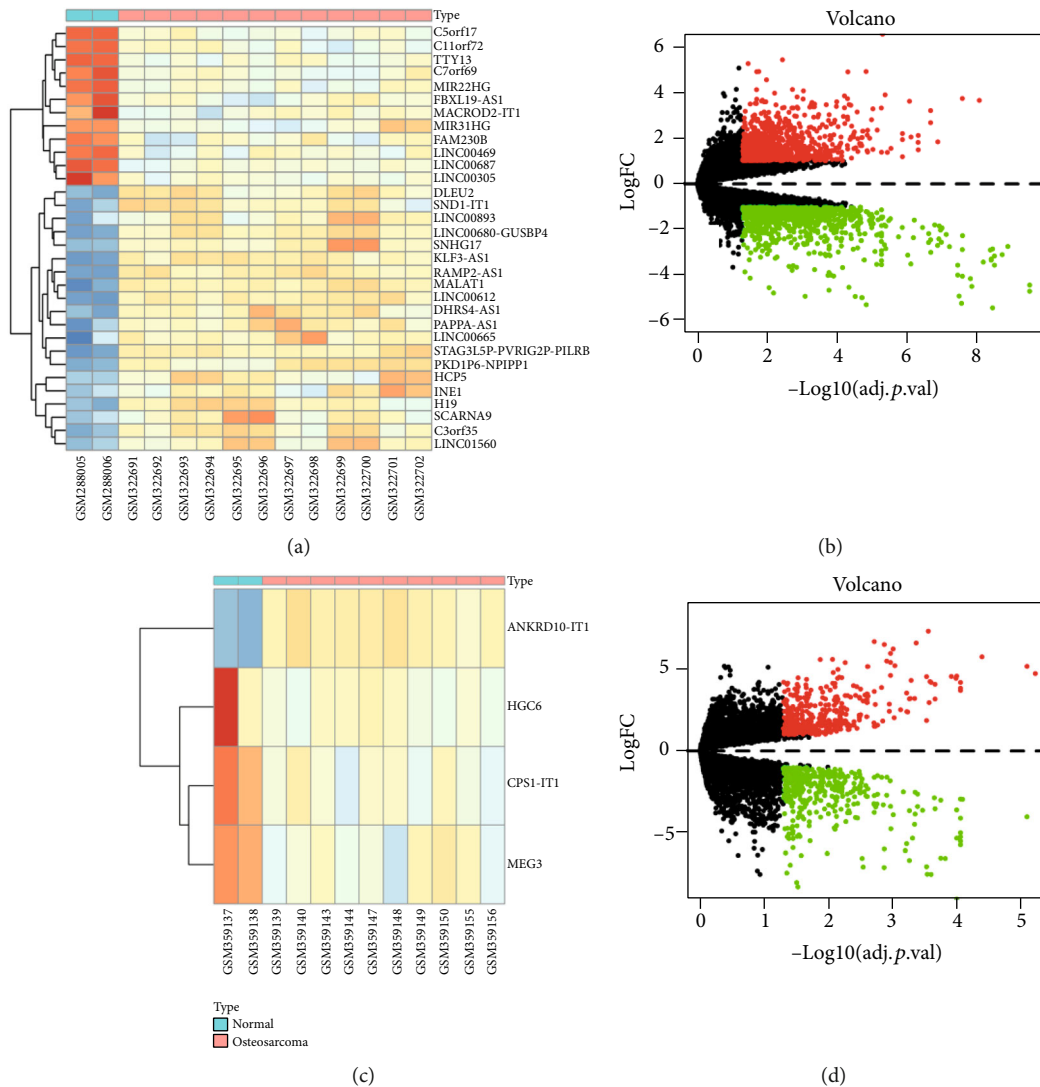 Type
C5orf17
C11orf72
TTY13
C7orf69
MIR22HG
FBXL19-AS1
MACROD2-IT1
MIR31HG
FAM230B
LINC00469
LINC00687
LINC00305
DLEU2
SND1-IT1
LINC00893
LINC00680-GUSBP4
SNHG17
KLF3-AS1
RAMP2-AS1
MALAT1
LINC00612
DHRS4-AS1
PAPPA-AS1
LINC00665
STAG3L5P-PVRIG2P-PILRB
PKD1P6-NPIPP1
HCP5
INE1
H19
SCARNA9
C3orf35
LINC01560
GSM288005
GSM288006
GSM322691
GSM322692
GSM322693
GSM322694
GSM322695
GSM322696
GSM322697
GSM322698
GSM322699
GSM322700
GSM322701
GSM322702
(a)
Volcano
6
4
2
0
−2
−4
−6
LogFC
0 2 4 6 8
−Log10(adj.p.val)
(b)
Type
ANKRD10-IT1
HGC6
CPS1-IT1
MEG3
GSM359137
GSM359138
GSM359139
GSM359140
GSM359143
GSM359144
GSM359147
GSM359148
GSM359149
GSM359150
GSM359155
GSM359156
Type
Normal
Osteosarcoma
(c)
Volcano
5
0
−5
LogFC
0 1 2 3 4 5
−Log10(adj.p.val)
(d)